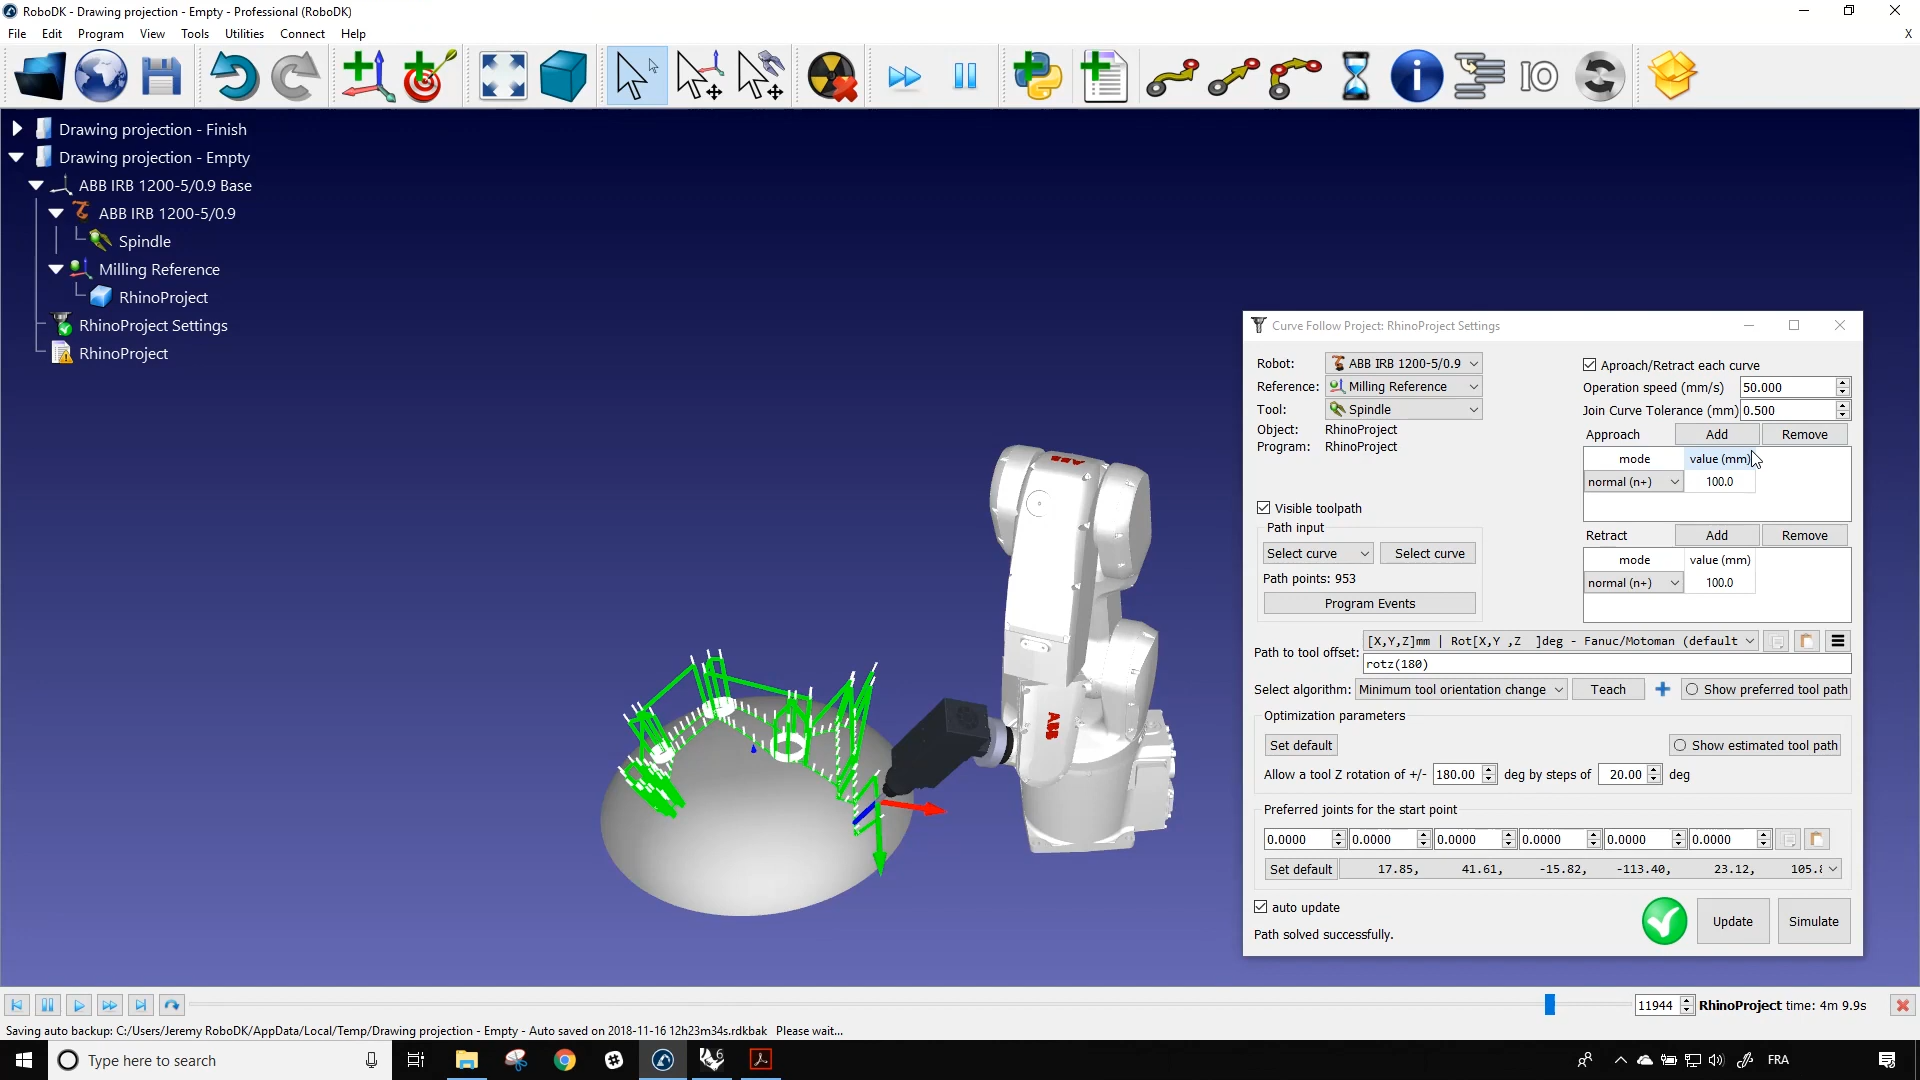 RoboDK - Drawing projection - Empty - Professional (RoboDK)
File Edit Program View Tools Utilities Connect Help X
IO
Drawing projection - Finish
Drawing projection - Empty
ABB IRB 1200-5/0.9 Base
ABB IRB 1200-5/0.9
Spindle
Milling Reference
RhinoProject
RhinoProject Settings
RhinoProject
ABB
ABB
Curve Follow Project: RhinoProject Settings
Robot: ABB IRB 1200-5/0.9
Reference: Milling Reference
Tool: Spindle
Object: RhinoProject
Program: RhinoProject
Aproach/Retract each curve
Operation speed (mm/s) 50.000
Join Curve Tolerance (mm) 0.500
Approach Add Remove
mode value (mm)
normal (n+) 100.0
Retract Add Remove
mode value (mm)
normal (n+) 100.0
Visible toolpath
Path input
Select curve Select curve
Path points: 953
Program Events
Path to tool offset: [X,Y,Z]mm | Rot[X,Y ,Z ]deg - Fanuc/Motoman (default
rotz(180)
Select algorithm: Minimum tool orientation change Teach Show preferred tool path
Optimization parameters
Set default Show estimated tool path
Allow a tool Z rotation of +/- 180.00 deg by steps of 20.00 deg
Preferred joints for the start point
0.0000 0.0000 0.0000 0.0000 0.0000 0.0000
Set default 17.85, 41.61, -15.82, -113.40, 23.12, 105.
auto update
Path solved successfully.
Update Simulate
11944 RhinoProject time: 4m 9.9s
Saving auto backup: C:/Users/Jeremy RoboDK/AppData/Local/Temp/Drawing projection - Empty - Auto saved on 2018-11-16 12h23m34s.rdkbak Please wait...
Type here to search
FRA